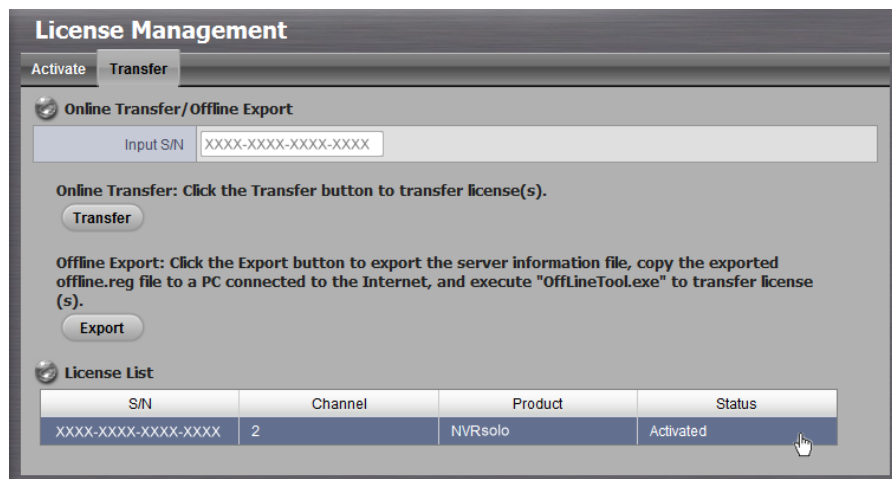 License Management
Activate Transfer
Online Transfer/Offline Export
Input S/N XXXX-XXXX-XXXX-XXXX
Online Transfer: Click the Transfer button to transfer license(s).
Transfer
Offline Export: Click the Export button to export the server information file, copy the exported
offline.reg file to a PC connected to the Internet, and execute "OffLineTool.exe" to transfer license
(s).
Export
License List
S/N Channel Product Status
XXXX-XXXX-XXXX-XXXX 2 NVRsolo Activated